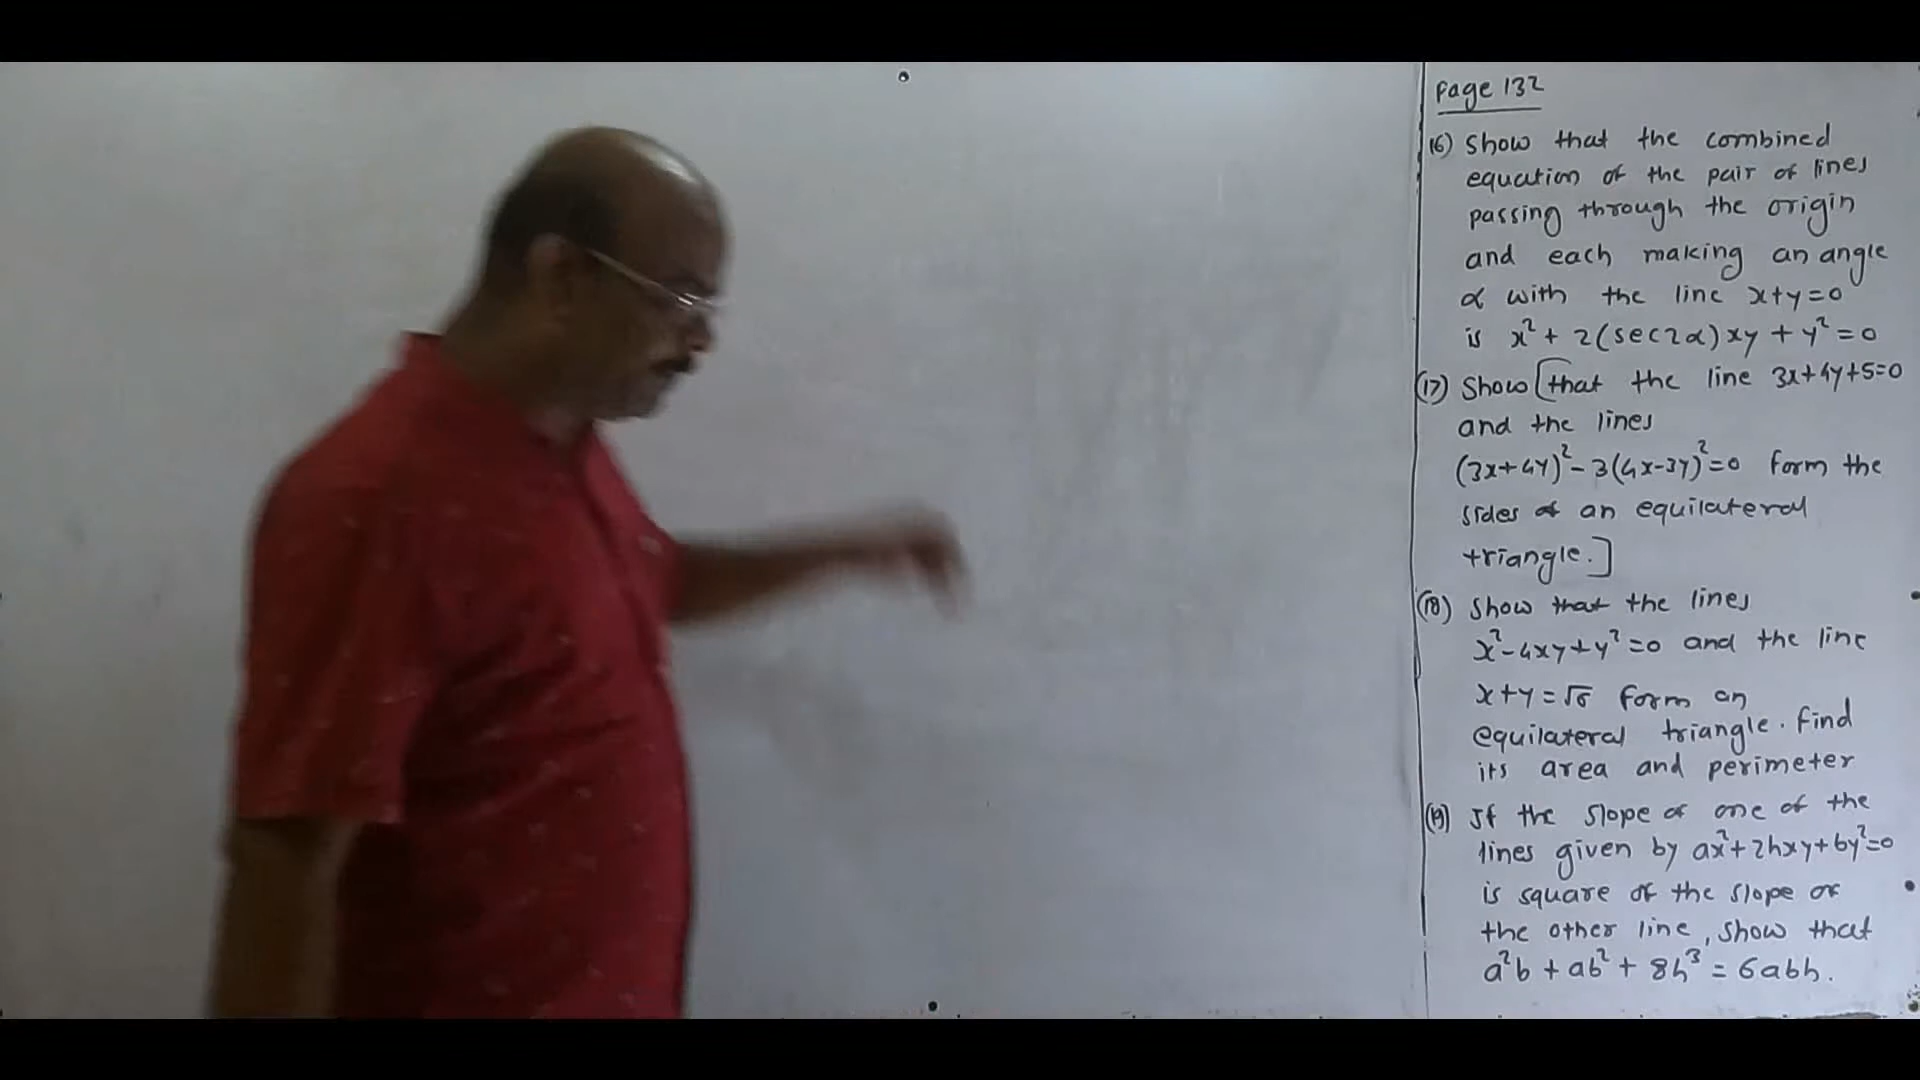 Page 132
(16) Show that the combined
equation of the pair of lines
passing through the origin
and each making an angle
α with the line x+y=0
is x²+ 2(sec2α)xy + y² = 0
(17) Show [that the line 3x+4y+5=0
and the lines
(3x+4y)² - 3(4x-3y)² = 0 form the
sides of an equilateral
triangle.]
(18) Show that the lines
x²-4xy+y² = 0 and the line
x+y = √6 form an
equilateral triangle. Find
its area and perimeter
(19) If the slope of one of the
lines given by ax²+2hxy+by²=0
is square of the slope of
the other line, show that
a²b + ab² + 8h³ = 6abh.